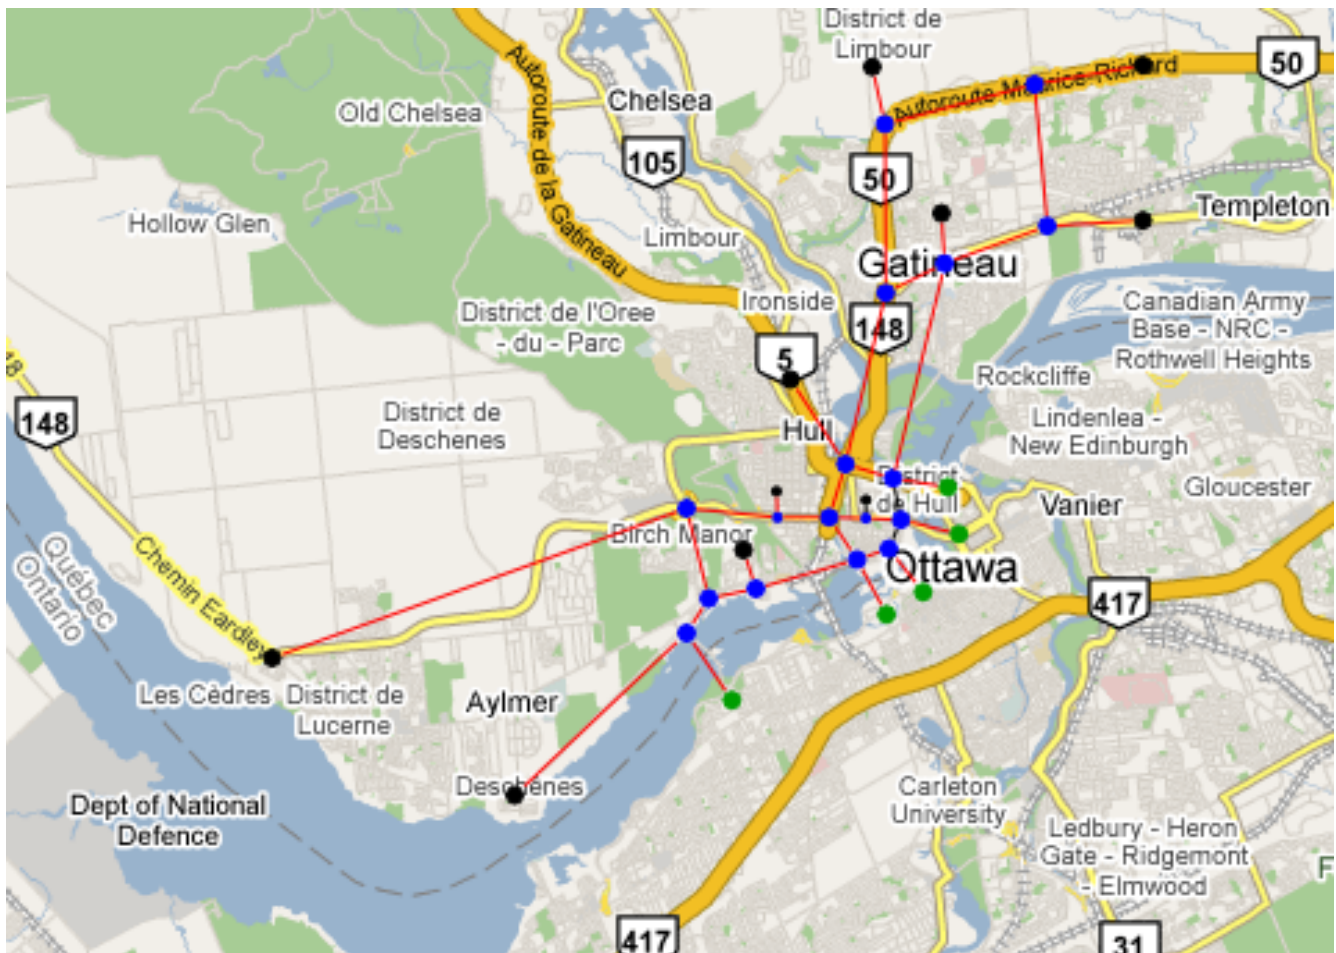 District de
Limbour
50
Autoroute Maurice-Richard
Chelsea
Old Chelsea
Autoroute de la Gatineau
105
50
Templeton
Hollow Glen
Limbour
Gatineau
Ironside
District de l'Oree
- du - Parc
148
Canadian Army
Base - NRC -
Rothwell Heights
5
Rockcliffe
48
148
District de
Deschenes
Hull
Lindenlea -
New Edinburgh
District
de Hull
Gloucester
Vanier
Birch Manor
Québec
Ontario
Chemin Eardley
Ottawa
417
Les Cèdres
District de
Lucerne
Aylmer
Deschenes
Dept of National
Defence
Carleton
University
Ledbury - Heron
Gate - Ridgemont
- Elmwood
F
417
31